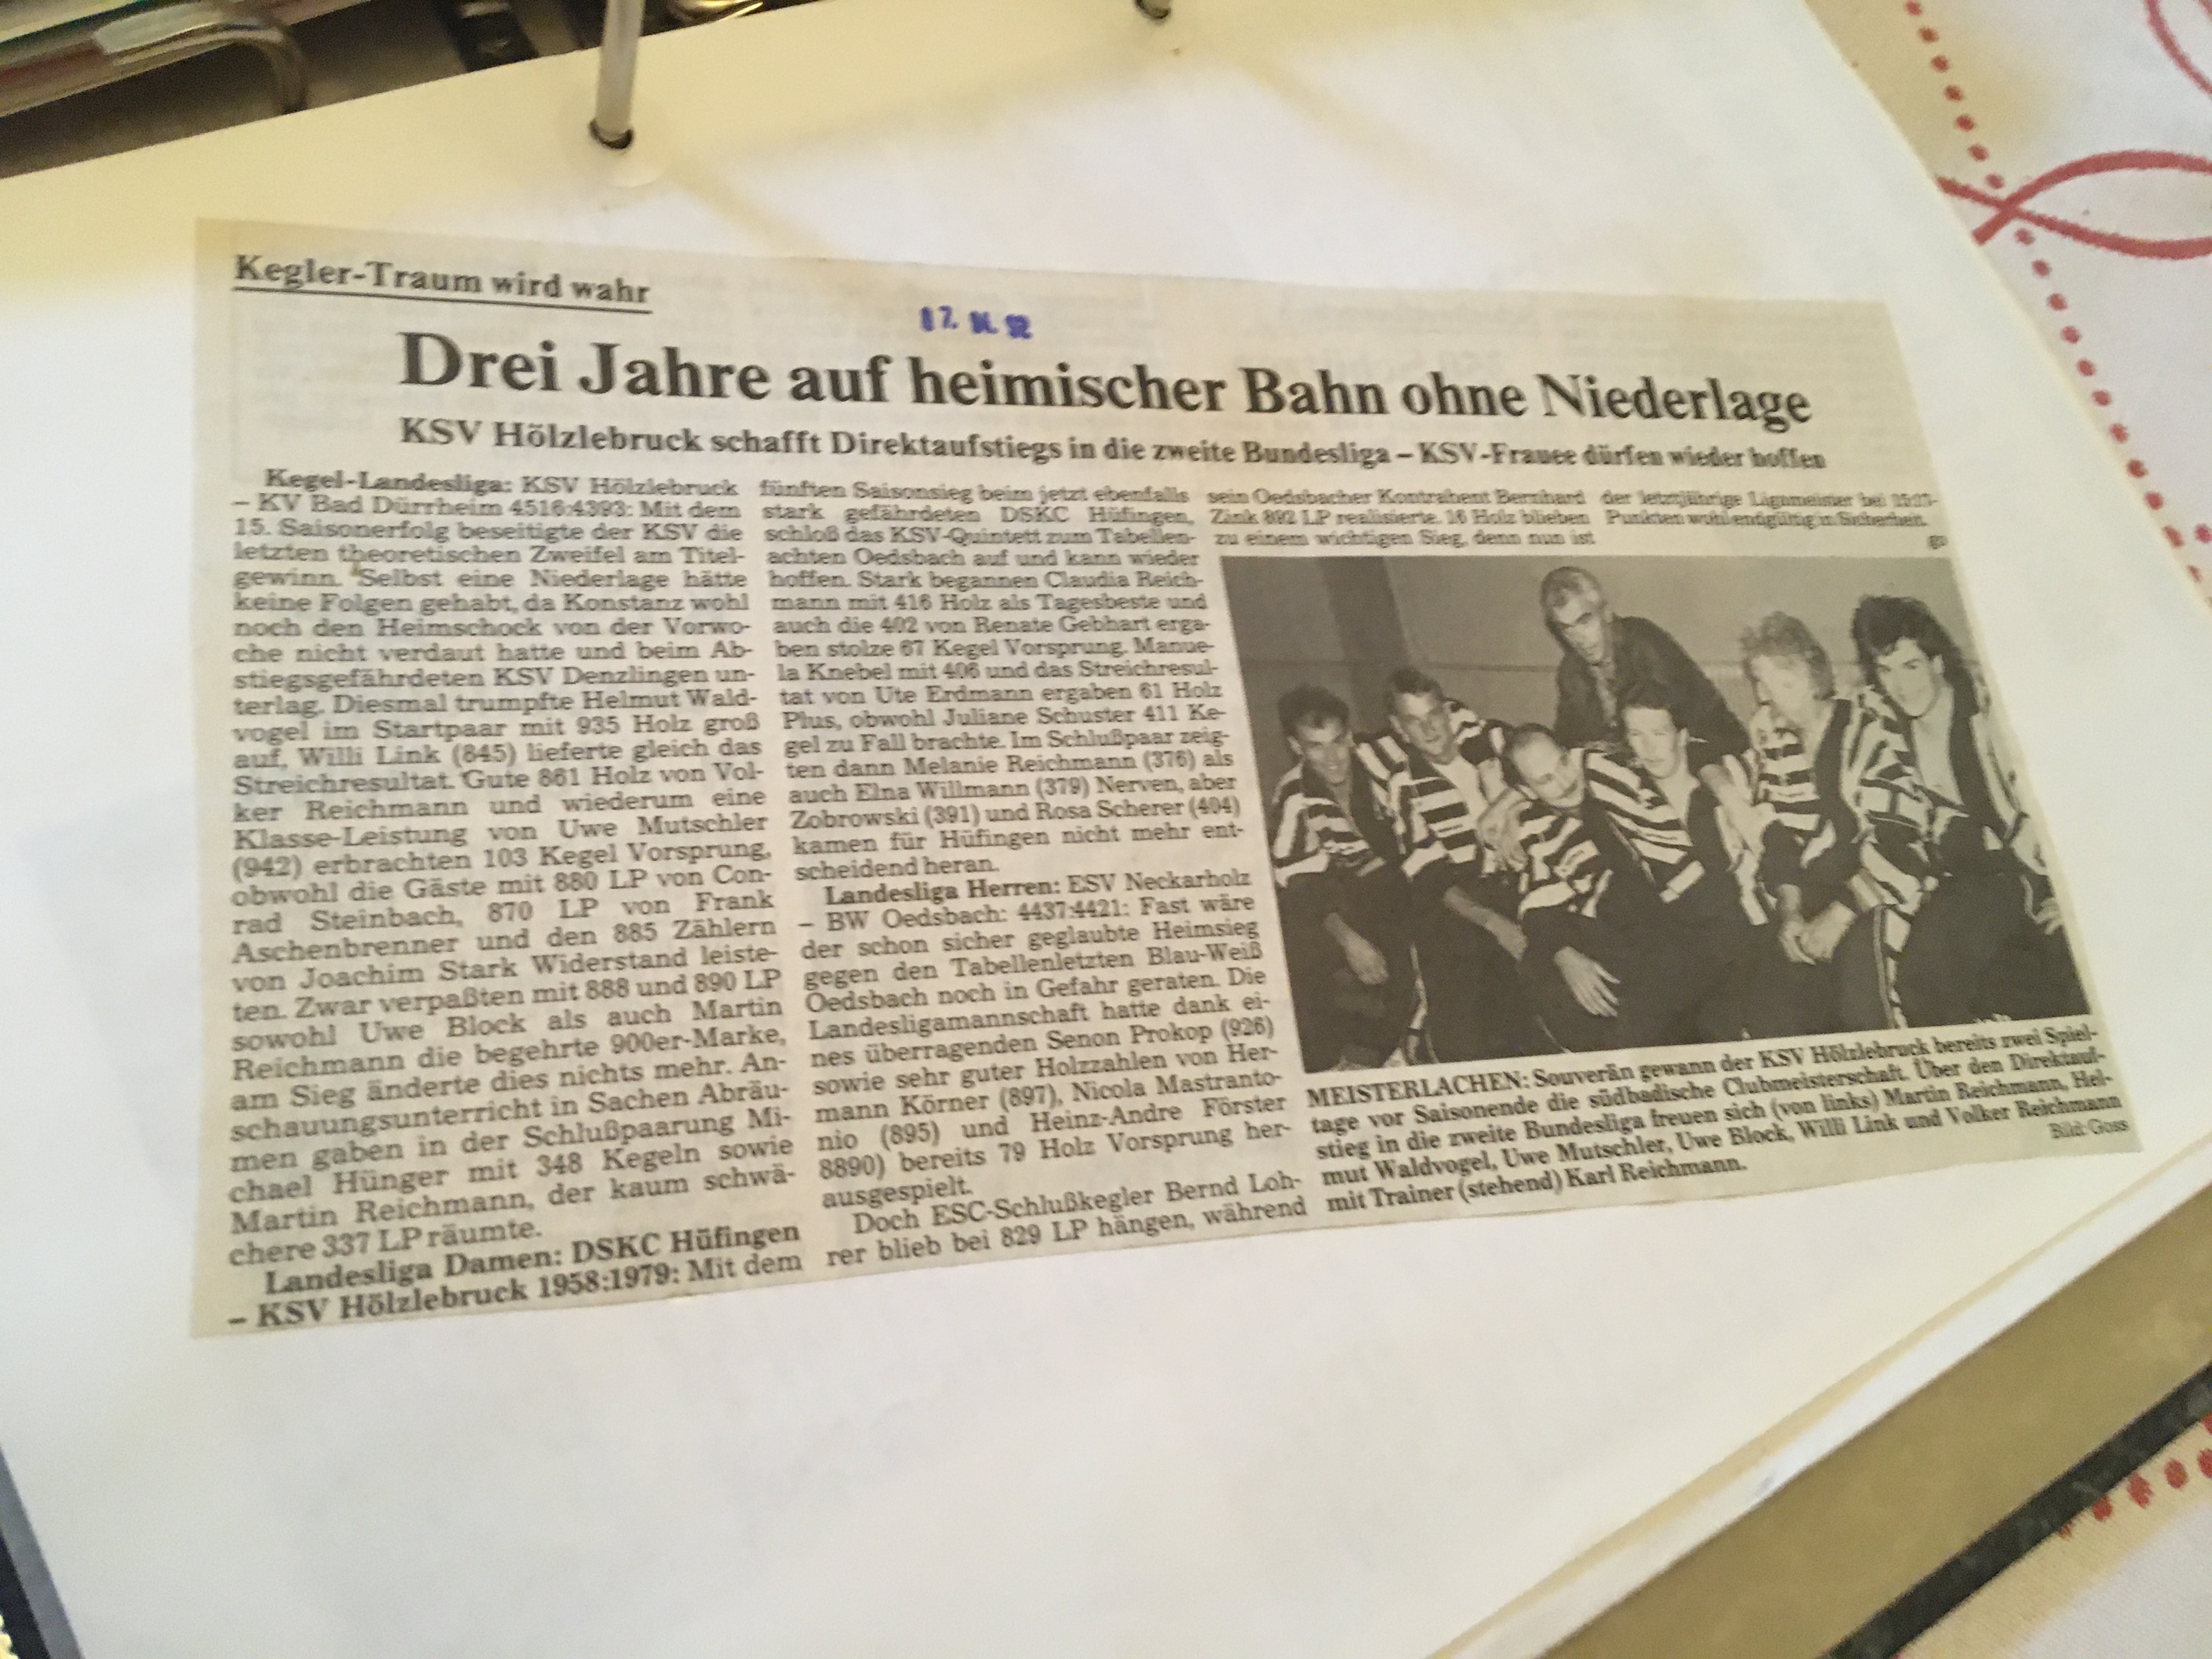 Kegler-Traum wird wahr
Drei Jahre auf heimischer Bahn ohne Niederlage
KSV Hölzlebruck schafft Direktaufstiegs in die zweite Bundesliga – KSV-Frauee dürfen wieder hoffen
Kegel-Landesliga: KSV Hölzlebruck
– KV Bad Dürrheim 4516:4393: Mit dem
15. Saisonerfolg beseitigte der KSV die
letzten theoretischen Zweifel am Titel-
gewinn. Selbst eine Niederlage hätte
keine Folgen gehabt, da Konstanz wohl
noch den Heimschock von der Vorwo-
che nicht verdaut hatte und beim Ab-
stiegsgefährdeten KSV Denzlingen un-
terlag. Diesmal trumpfte Helmut Wald-
vogel im Startpaar mit 935 Holz groß
auf, Willi Link (845) lieferte gleich das
Streichresultat. Gute 861 Holz von Vol-
ker Reichmann und wiederum eine
Klasse-Leistung von Uwe Mutschler
(942) erbrachten 103 Kegel Vorsprung,
obwohl die Gäste mit 880 LP von Con-
rad Steinbach, 870 LP von Frank
Aschenbrenner und den 885 Zählern
von Joachim Stark Widerstand leiste-
ten. Zwar verpaßten mit 888 und 890 LP
sowohl Uwe Block als auch Martin
Reichmann die begehrte 900er-Marke,
am Sieg änderte dies nichts mehr. An-
schauungsunterricht in Sachen Abräu-
men gaben in der Schlußpaarung Mi-
chael Hünger mit 348 Kegeln sowie
Martin Reichmann, der kaum schwä-
chere 337 LP räumte.
Landesliga Damen: DSKC Hüfingen
– KSV Hölzlebruck 1958:1979: Mit dem
fünften Saisonsieg beim jetzt ebenfalls
stark gefährdeten DSKC Hüfingen,
schloß das KSV-Quintett zum Tabellen-
achten Oedsbach auf und kann wieder
hoffen. Stark begannen Claudia Reich-
mann mit 416 Holz als Tagesbeste und
auch die 402 von Renate Gebhart erga-
ben stolze 67 Kegel Vorsprung. Manue-
la Knebel mit 406 und das Streichresul-
tat von Ute Erdmann ergaben 61 Holz
Plus, obwohl Juliane Schuster 411 Ke-
gel zu Fall brachte. Im Schlußpaar zeig-
ten dann Melanie Reichmann (376) als
auch Elna Willmann (379) Nerven, aber
Zobrowski (391) und Rosa Scherer (404)
kamen für Hüfingen nicht mehr ent-
scheidend heran.
Landesliga Herren: ESV Neckarholz
– BW Oedsbach: 4437:4421: Fast wäre
der schon sicher geglaubte Heimsieg
gegen den Tabellenletzten Blau-Weiß
Oedsbach noch in Gefahr geraten. Die
Landesligamannschaft hatte dank ei-
nes überragenden Senon Prokop (926)
sowie sehr guter Holzzahlen von Her-
mann Körner (897), Nicola Mastranto-
nio (895) und Heinz-Andre Förster
8890) bereits 79 Holz Vorsprung her-
ausgespielt.
Doch ESC-Schlußkegler Bernd Loh-
rer blieb bei 829 LP hängen, während
sein Oedsbacher Kontrahent Bernhard
Zink 892 LP realisierte. 16 Holz blieben
zu einem wichtigen Sieg, denn nun ist
der letztjährige Ligameister bei
Punkten wohl endgültig in Sicherheit.
go
MEISTERLACHEN: Souverän gewann der KSV Hölzlebruck bereits zwei Spiel-
tage vor Saisonende die südbadische Clubmeisterschaft. Über den Direktauf-
stieg in die zweite Bundesliga freuen sich (von links) Martin Reichmann, Hel-
mut Waldvogel, Uwe Mutschler, Uwe Block, Willi Link und Volker Reichmann
mit Trainer (stehend) Karl Reichmann.
Bild: Goss